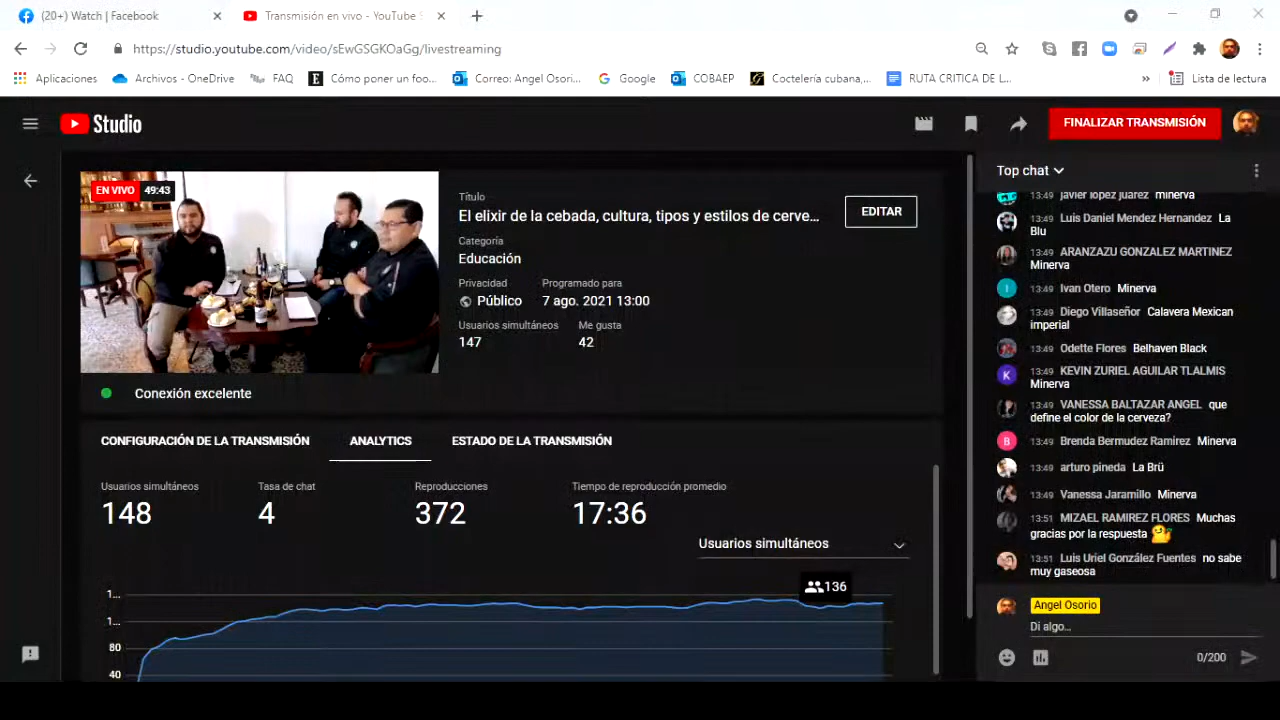 (20+) Watch | Facebook
Transmisión en vivo - YouTube S
https://studio.youtube.com/video/sEwGSGKOaGg/livestreaming
Aplicaciones
Archivos - OneDrive
FAQ
Cómo poner un foo...
Correo: Angel Osori...
Google
COBAEP
Coctelería cubana,...
RUTA CRITICA DE L...
»
Lista de lectura
Studio
FINALIZAR TRANSMISIÓN
EN VIVO 49:43
Título
El elixir de la cebada, cultura, tipos y estilos de cerve...
EDITAR
Categoría
Educación
Privacidad
Programado para
Público
7 ago. 2021 13:00
Usuarios simultáneos
Me gusta
147
42
Conexión excelente
CONFIGURACIÓN DE LA TRANSMISIÓN
ANALYTICS
ESTADO DE LA TRANSMISIÓN
Usuarios simultáneos
Tasa de chat
Reproducciones
Tiempo de reproducción promedio
148
4
372
17:36
Usuarios simultáneos
136
1...
1...
80
40
Top chat
13:49 javier lopez juarez minerva
13:49 Luis Daniel Mendez Hernandez La
Blu
13:49 ARANZAZU GONZALEZ MARTINEZ
Minerva
13:49 Ivan Otero Minerva
13:49 Diego Villaseñor Calavera Mexican
imperial
13:49 Odette Flores Belhaven Black
13:49 KEVIN ZURIEL AGUILAR TLALMIS
Minerva
13:49 VANESSA BALTAZAR ANGEL que
define el color de la cerveza?
13:49 Brenda Bermudez Ramirez Minerva
13:49 arturo pineda La Brü
13:49 Vanessa Jaramillo Minerva
13:51 MIZAEL RAMIREZ FLORES Muchas
gracias por la respuesta
13:51 Luis Uriel González Fuentes no sabe
muy gaseosa
Angel Osorio
Di algo...
0/200